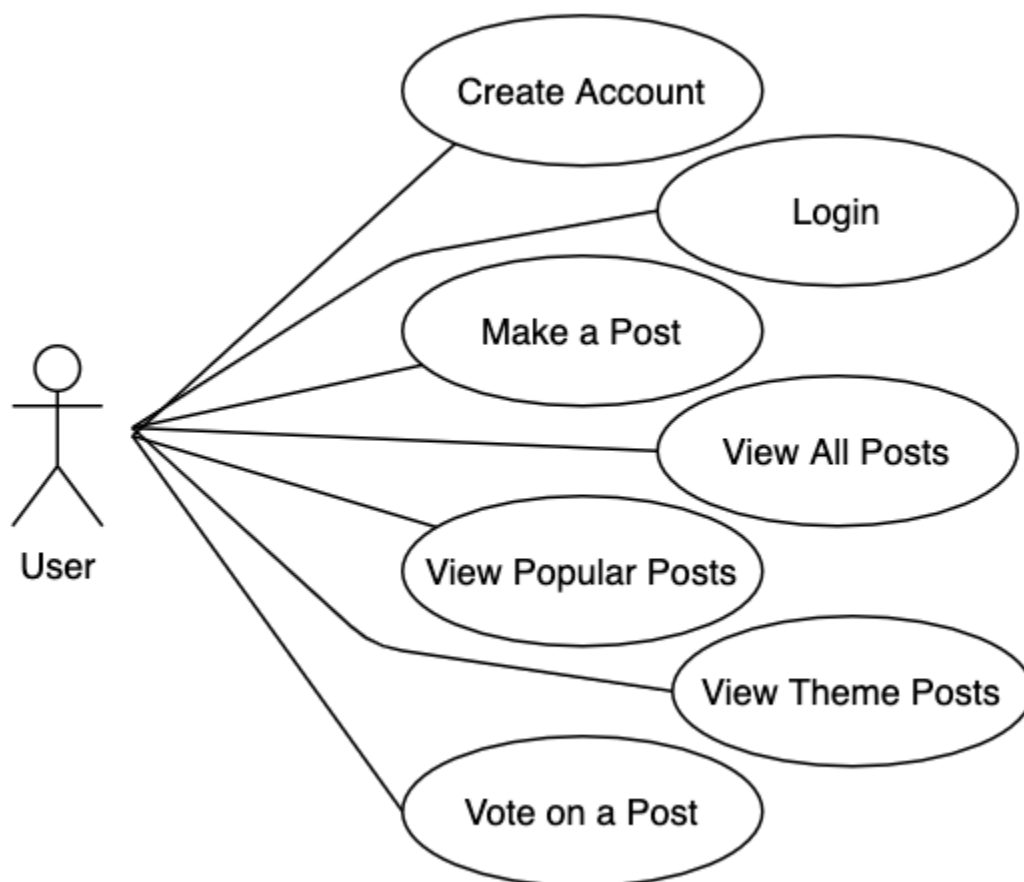 Create Account
Login
Make a Post
View All Posts
User
View Popular Posts
View Theme Posts
Vote on a Post